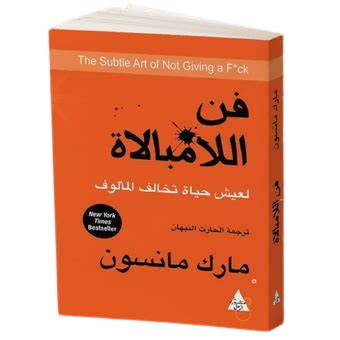 The Subtle Art of Not Giving a F*ck
فن
اللامبالاة
لعيش حياة تخالف المألوف
New York
Times
Bestseller
ترجمة الحارث النبهان
مارك مانسون
مارك مانسون
فن اللامبالاة